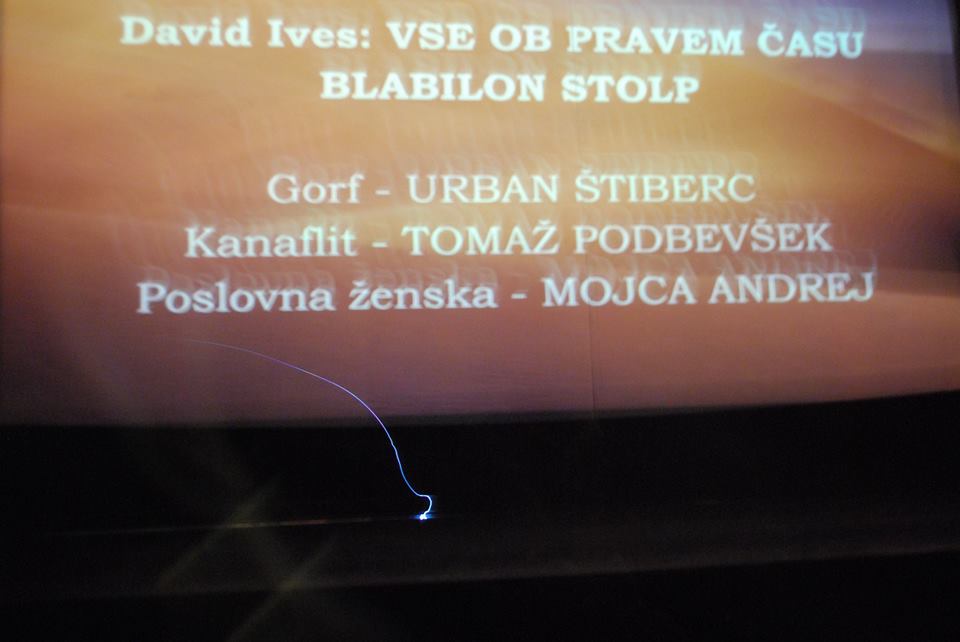 David Ives: VSE OB PRAVEM ČASU
BLABILON STOLP
Gorf - URBAN ŠTIBERC
Kanaflit - TOMAŽ PODBEVŠEK
Poslovna ženska - MOJCA ANDREJ